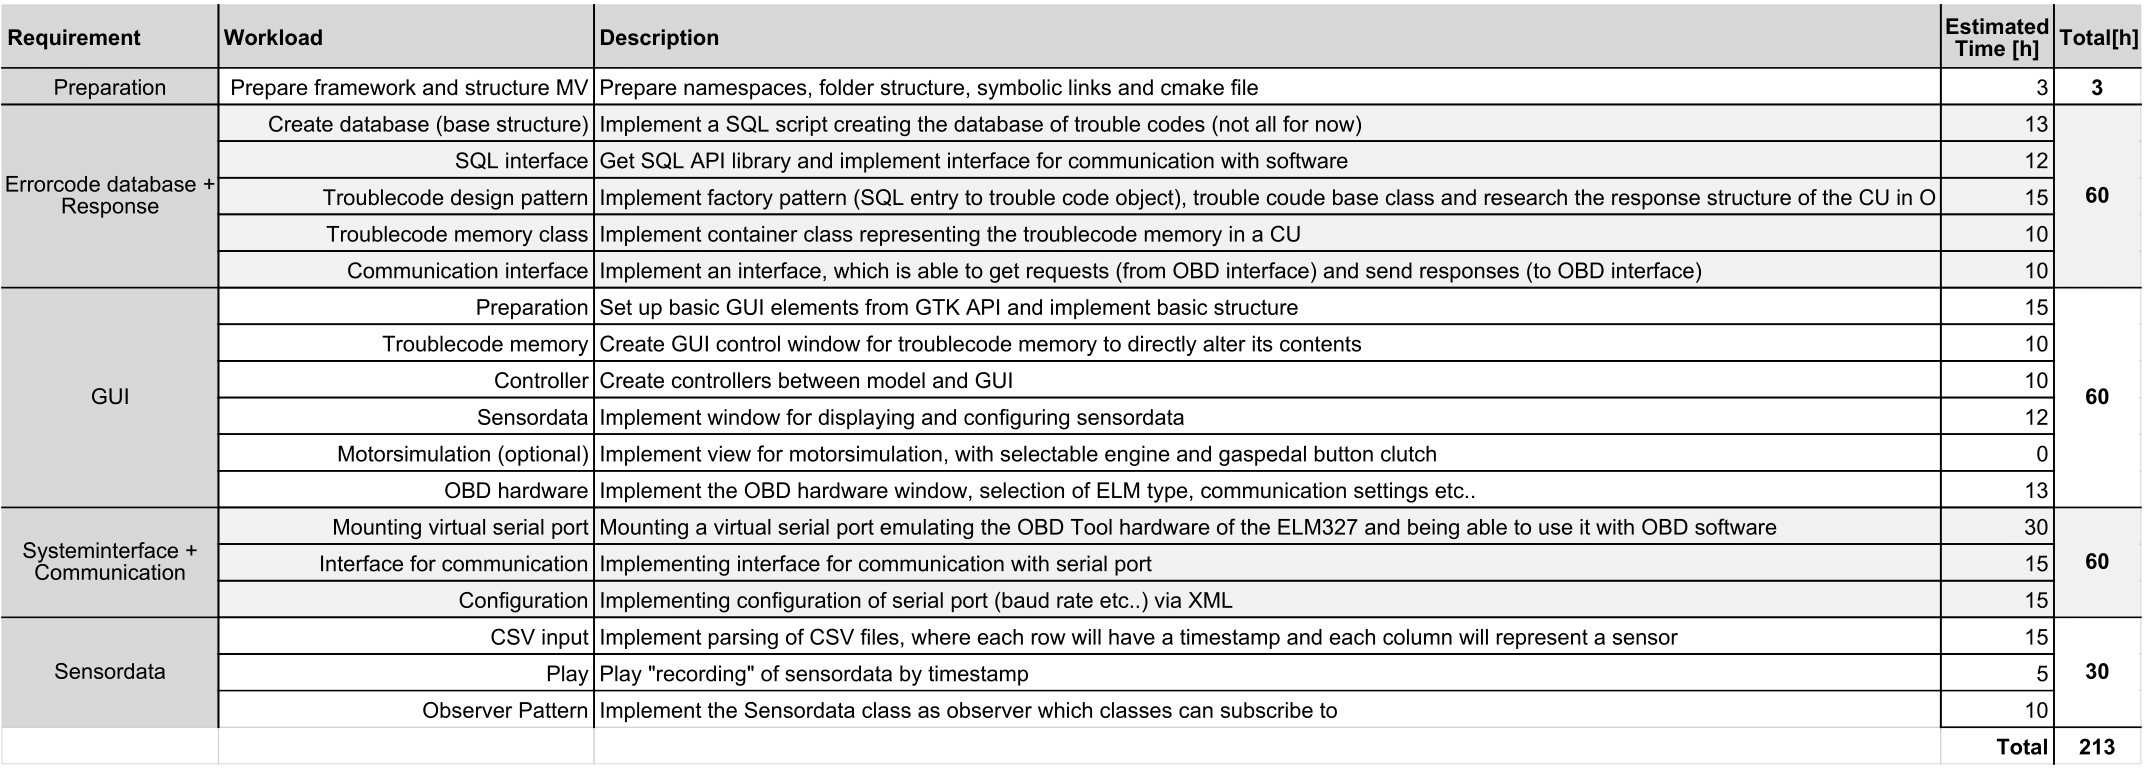 Requirement Workload Description Estimated Time [h] Total[h]
Preparation Prepare framework and structure MV Prepare namespaces, folder structure, symbolic links and cmake file 3 3
Errorcode database + Response Create database (base structure) Implement a SQL script creating the database of trouble codes (not all for now) 13 60
SQL interface Get SQL API library and implement interface for communication with software 12
Troublecode design pattern Implement factory pattern (SQL entry to trouble code object), trouble coude base class and research the response structure of the CU in O 15
Troublecode memory class Implement container class representing the troublecode memory in a CU 10
Communication interface Implement an interface, which is able to get requests (from OBD interface) and send responses (to OBD interface) 10
GUI Preparation Set up basic GUI elements from GTK API and implement basic structure 15 60
Troublecode memory Create GUI control window for troublecode memory to directly alter its contents 10
Controller Create controllers between model and GUI 10
Sensordata Implement window for displaying and configuring sensordata 12
Motorsimulation (optional) Implement view for motorsimulation, with selectable engine and gaspedal button clutch 0
OBD hardware Implement the OBD hardware window, selection of ELM type, communication settings etc.. 13
Systeminterface + Communication Mounting virtual serial port Mounting a virtual serial port emulating the OBD Tool hardware of the ELM327 and being able to use it with OBD software 30 60
Interface for communication Implementing interface for communication with serial port 15
Configuration Implementing configuration of serial port (baud rate etc..) via XML 15
Sensordata CSV input Implement parsing of CSV files, where each row will have a timestamp and each column will represent a sensor 15 30
Play Play "recording" of sensordata by timestamp 5
Observer Pattern Implement the Sensordata class as observer which classes can subscribe to 10
Total 213